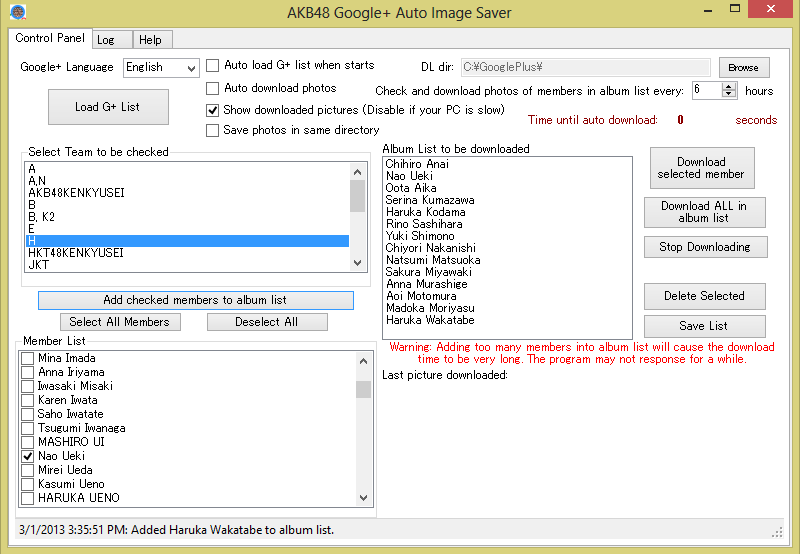 AKB48 Google+ Auto Image Saver
Control Panel Log Help
Google+ Language English
Auto load G+ list when starts
DL dir: C:¥GooglePlus¥ Browse
Auto download photos
Check and download photos of members in album list every: 6 hours
Load G+ List
Show downloaded pictures (Disable if your PC is slow)
Time until auto download: 0 seconds
Save photos in same directory
Select Team to be checked
A
A,N
AKB48KENKYUSEI
B
B, K2
E
H
HKT48KENKYUSEI
JKT
Add checked members to album list
Select All Members Deselect All
Member List
Mina Imada
Anna Iriyama
Iwasaki Misaki
Karen Iwata
Saho Iwatate
Tsugumi Iwanaga
MASHIRO UI
Nao Ueki
Mirei Ueda
Kasumi Ueno
HARUKA UENO
Album List to be downloaded
Chihiro Anai
Nao Ueki
Oota Aika
Serina Kumazawa
Haruka Kodama
Rino Sashihara
Yuki Shimono
Chiyori Nakanishi
Natsumi Matsuoka
Sakura Miyawaki
Anna Murashige
Aoi Motomura
Madoka Moriyasu
Haruka Wakatabe
Download
selected member
Download ALL in
album list
Stop Downloading
Delete Selected
Save List
Warning: Adding too many members into album list will cause the download
time to be very long. The program may not response for a while.
Last picture downloaded:
3/1/2013 3:35:51 PM: Added Haruka Wakatabe to album list.